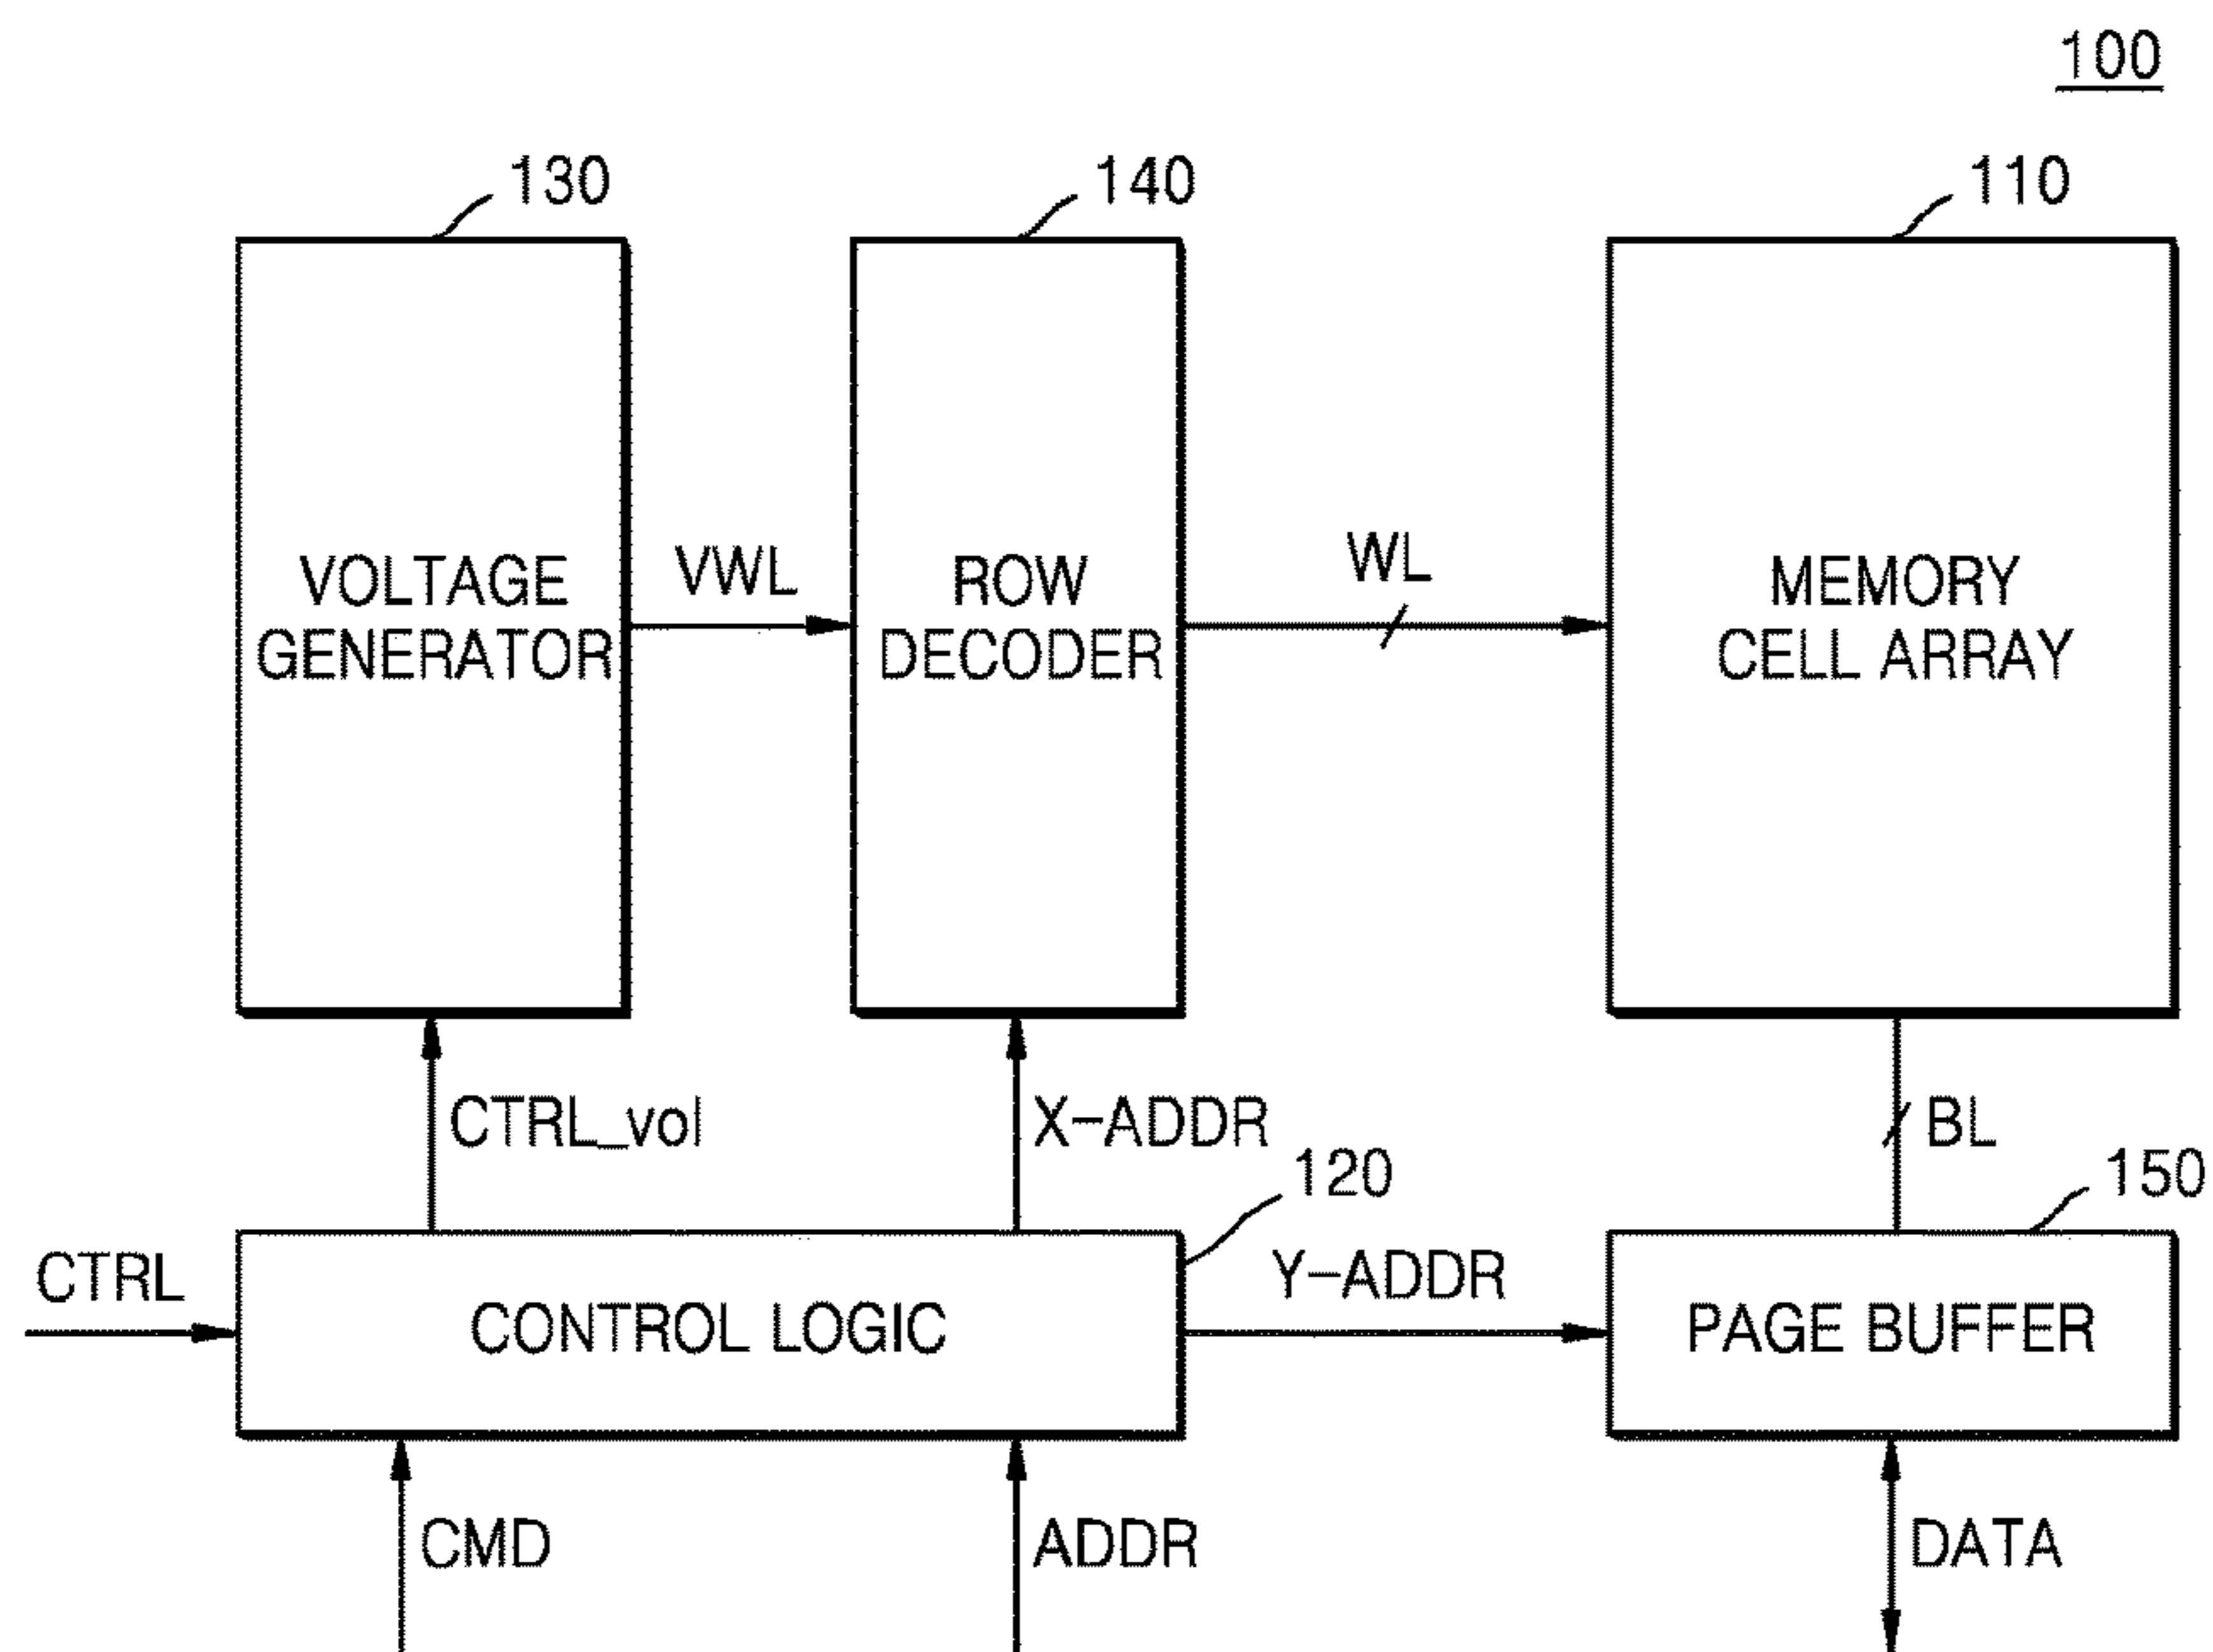 100
130
140
110
VOLTAGE
GENERATOR
VWL
ROW
DECODER
WL
MEMORY
CELL ARRAY
CTRL_vol
X-ADDR
BL
120
150
CTRL
CONTROL LOGIC
Y-ADDR
PAGE BUFFER
CMD
ADDR
DATA